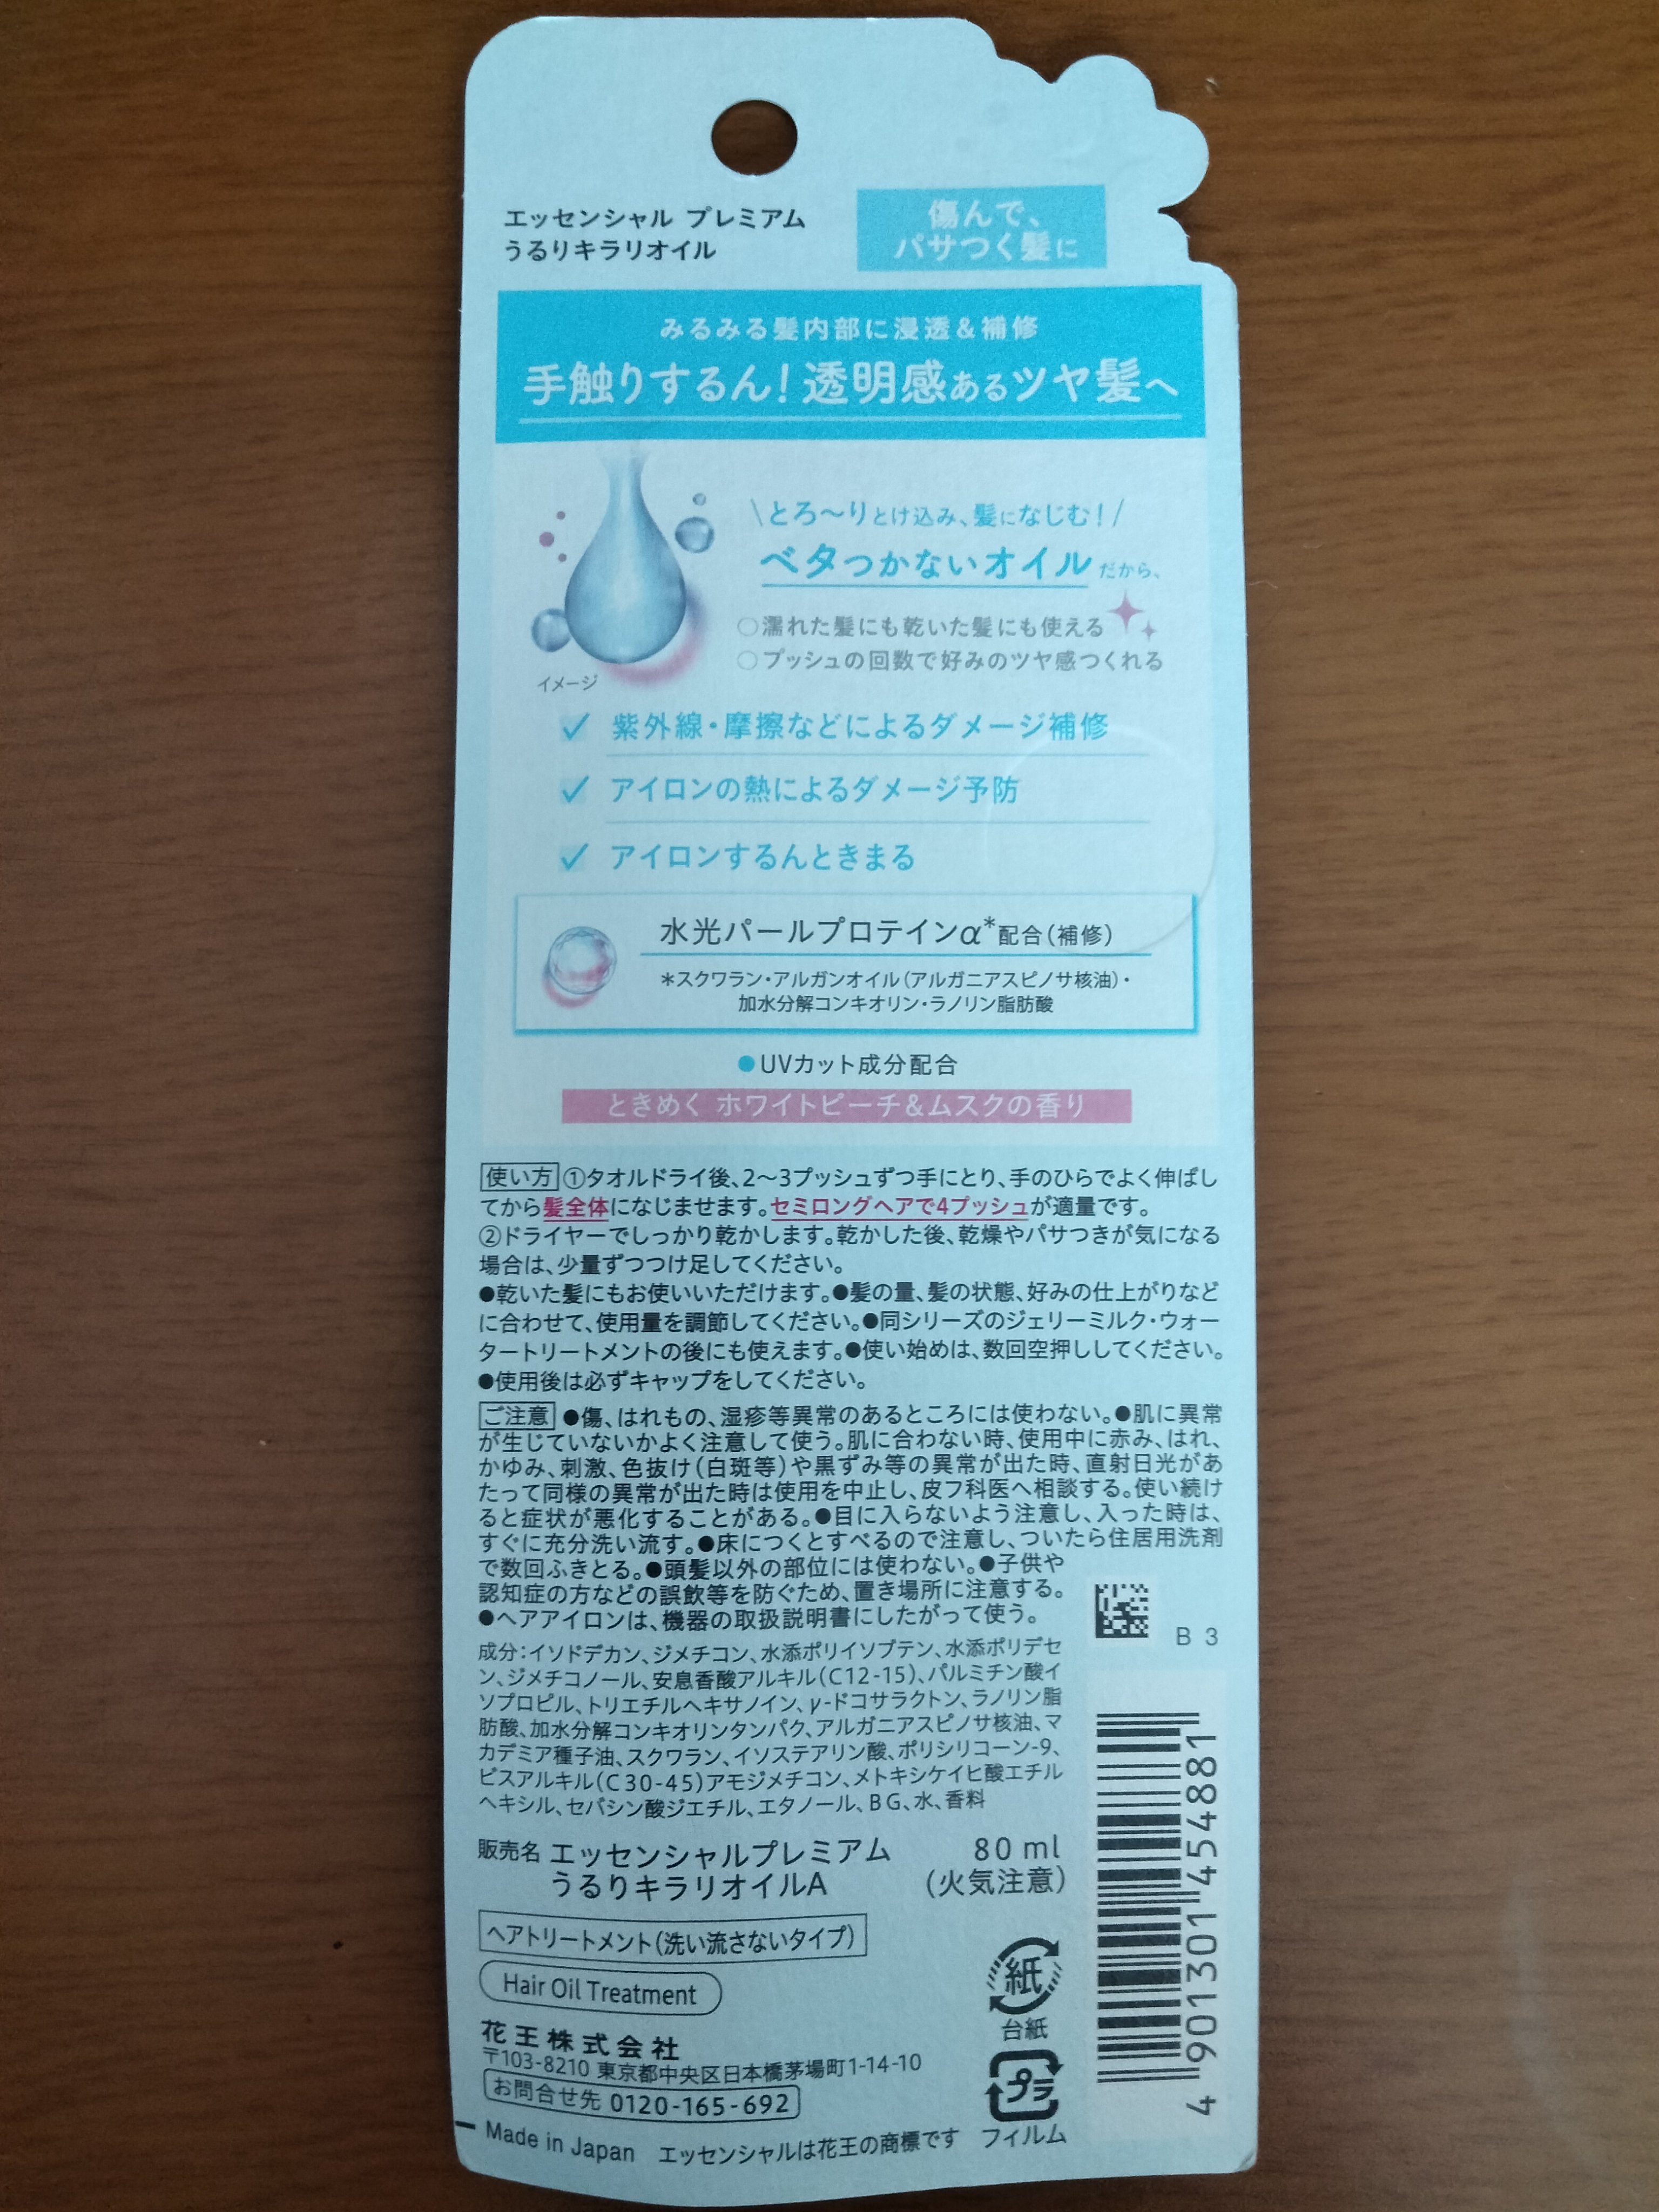 エッセンシャル プレミアム
うるりキラリオイル
傷んで、
パサつく髪に
みるみる髪内部に浸透&補修
手触りするん!透明感あるツヤ髪へ
\とろ〜りとけ込み、髪になじむ!/
ベタつかないオイルだから、
○濡れた髪にも乾いた髪にも使える
○プッシュの回数で好みのツヤ感つくれる
イメージ
✓ 紫外線・摩擦などによるダメージ補修
✓ アイロンの熱によるダメージ予防
✓ アイロンするんときまる
水光パールプロテインα*配合(補修)
*スクワラン・アルガンオイル(アルガニアスピノサ核油)・
加水分解コンキオリン・ラノリン脂肪酸
●UVカット成分配合
ときめく ホワイトピーチ&ムスクの香り
使い方 ①タオルドライ後、2〜3プッシュずつ手にとり、手のひらでよく伸ばし
てから髪全体になじませます。セミロングヘアで4プッシュが適量です。
②ドライヤーでしっかり乾かします。乾かした後、乾燥やパサつきが気になる
場合は、少量ずつつけ足してください。
●乾いた髪にもお使いいただけます。●髪の量、髪の状態、好みの仕上がりなど
に合わせて、使用量を調節してください。●同シリーズのジェリーミルク・ウォー
タートリートメントの後にも使えます。●使い始めは、数回空押ししてください。
●使用後は必ずキャップをしてください。
ご注意 ●傷、はれもの、湿疹等異常のあるところには使わない。●肌に異常
が生じていないかよく注意して使う。肌に合わない時、使用中に赤み、はれ、
かゆみ、刺激、色抜け(白斑等)や黒ずみ等の異常が出た時、直射日光があ
たって同様の異常が出た時は使用を中止し、皮フ科医へ相談する。使い続け
ると症状が悪化することがある。●目に入らないよう注意し、入った時は、
すぐに充分洗い流す。●床につくとすべるので注意し、ついたら住居用洗剤
で数回ふきとる。●頭髪以外の部位には使わない。●子供や
認知症の方などの誤飲等を防ぐため、置き場所に注意する。
●ヘアアイロンは、機器の取扱説明書にしたがって使う。
B 3
成分:イソドデカン、ジメチコン、水添ポリイソブテン、水添ポリデセ
ン、ジメチコノール、安息香酸アルキル(C12-15)、パルミチン酸イ
ソプロピル、トリエチルヘキサノイン、γ-ドコサラクトン、ラノリン脂
肪酸、加水分解コンキオリンタンパク、アルガニアスピノサ核油、マ
カデミア種子油、スクワラン、イソステアリン酸、ポリシリコーン-9、
ビスアルキル(C30-45)アモジメチコン、メトキシケイヒ酸エチル
ヘキシル、セバシン酸ジエチル、エタノール、BG、水、香料
販売名 エッセンシャルプレミアム
うるりキラリオイルA
80 ml
(火気注意)
ヘアトリートメント(洗い流さないタイプ)
Hair Oil Treatment
紙
台紙
花王株式会社
〒103-8210 東京都中央区日本橋茅場町1-14-10
お問合せ先 0120-165-692
プラ
フィルム
Made in Japan エッセンシャルは花王の商標です
4 901301 454881